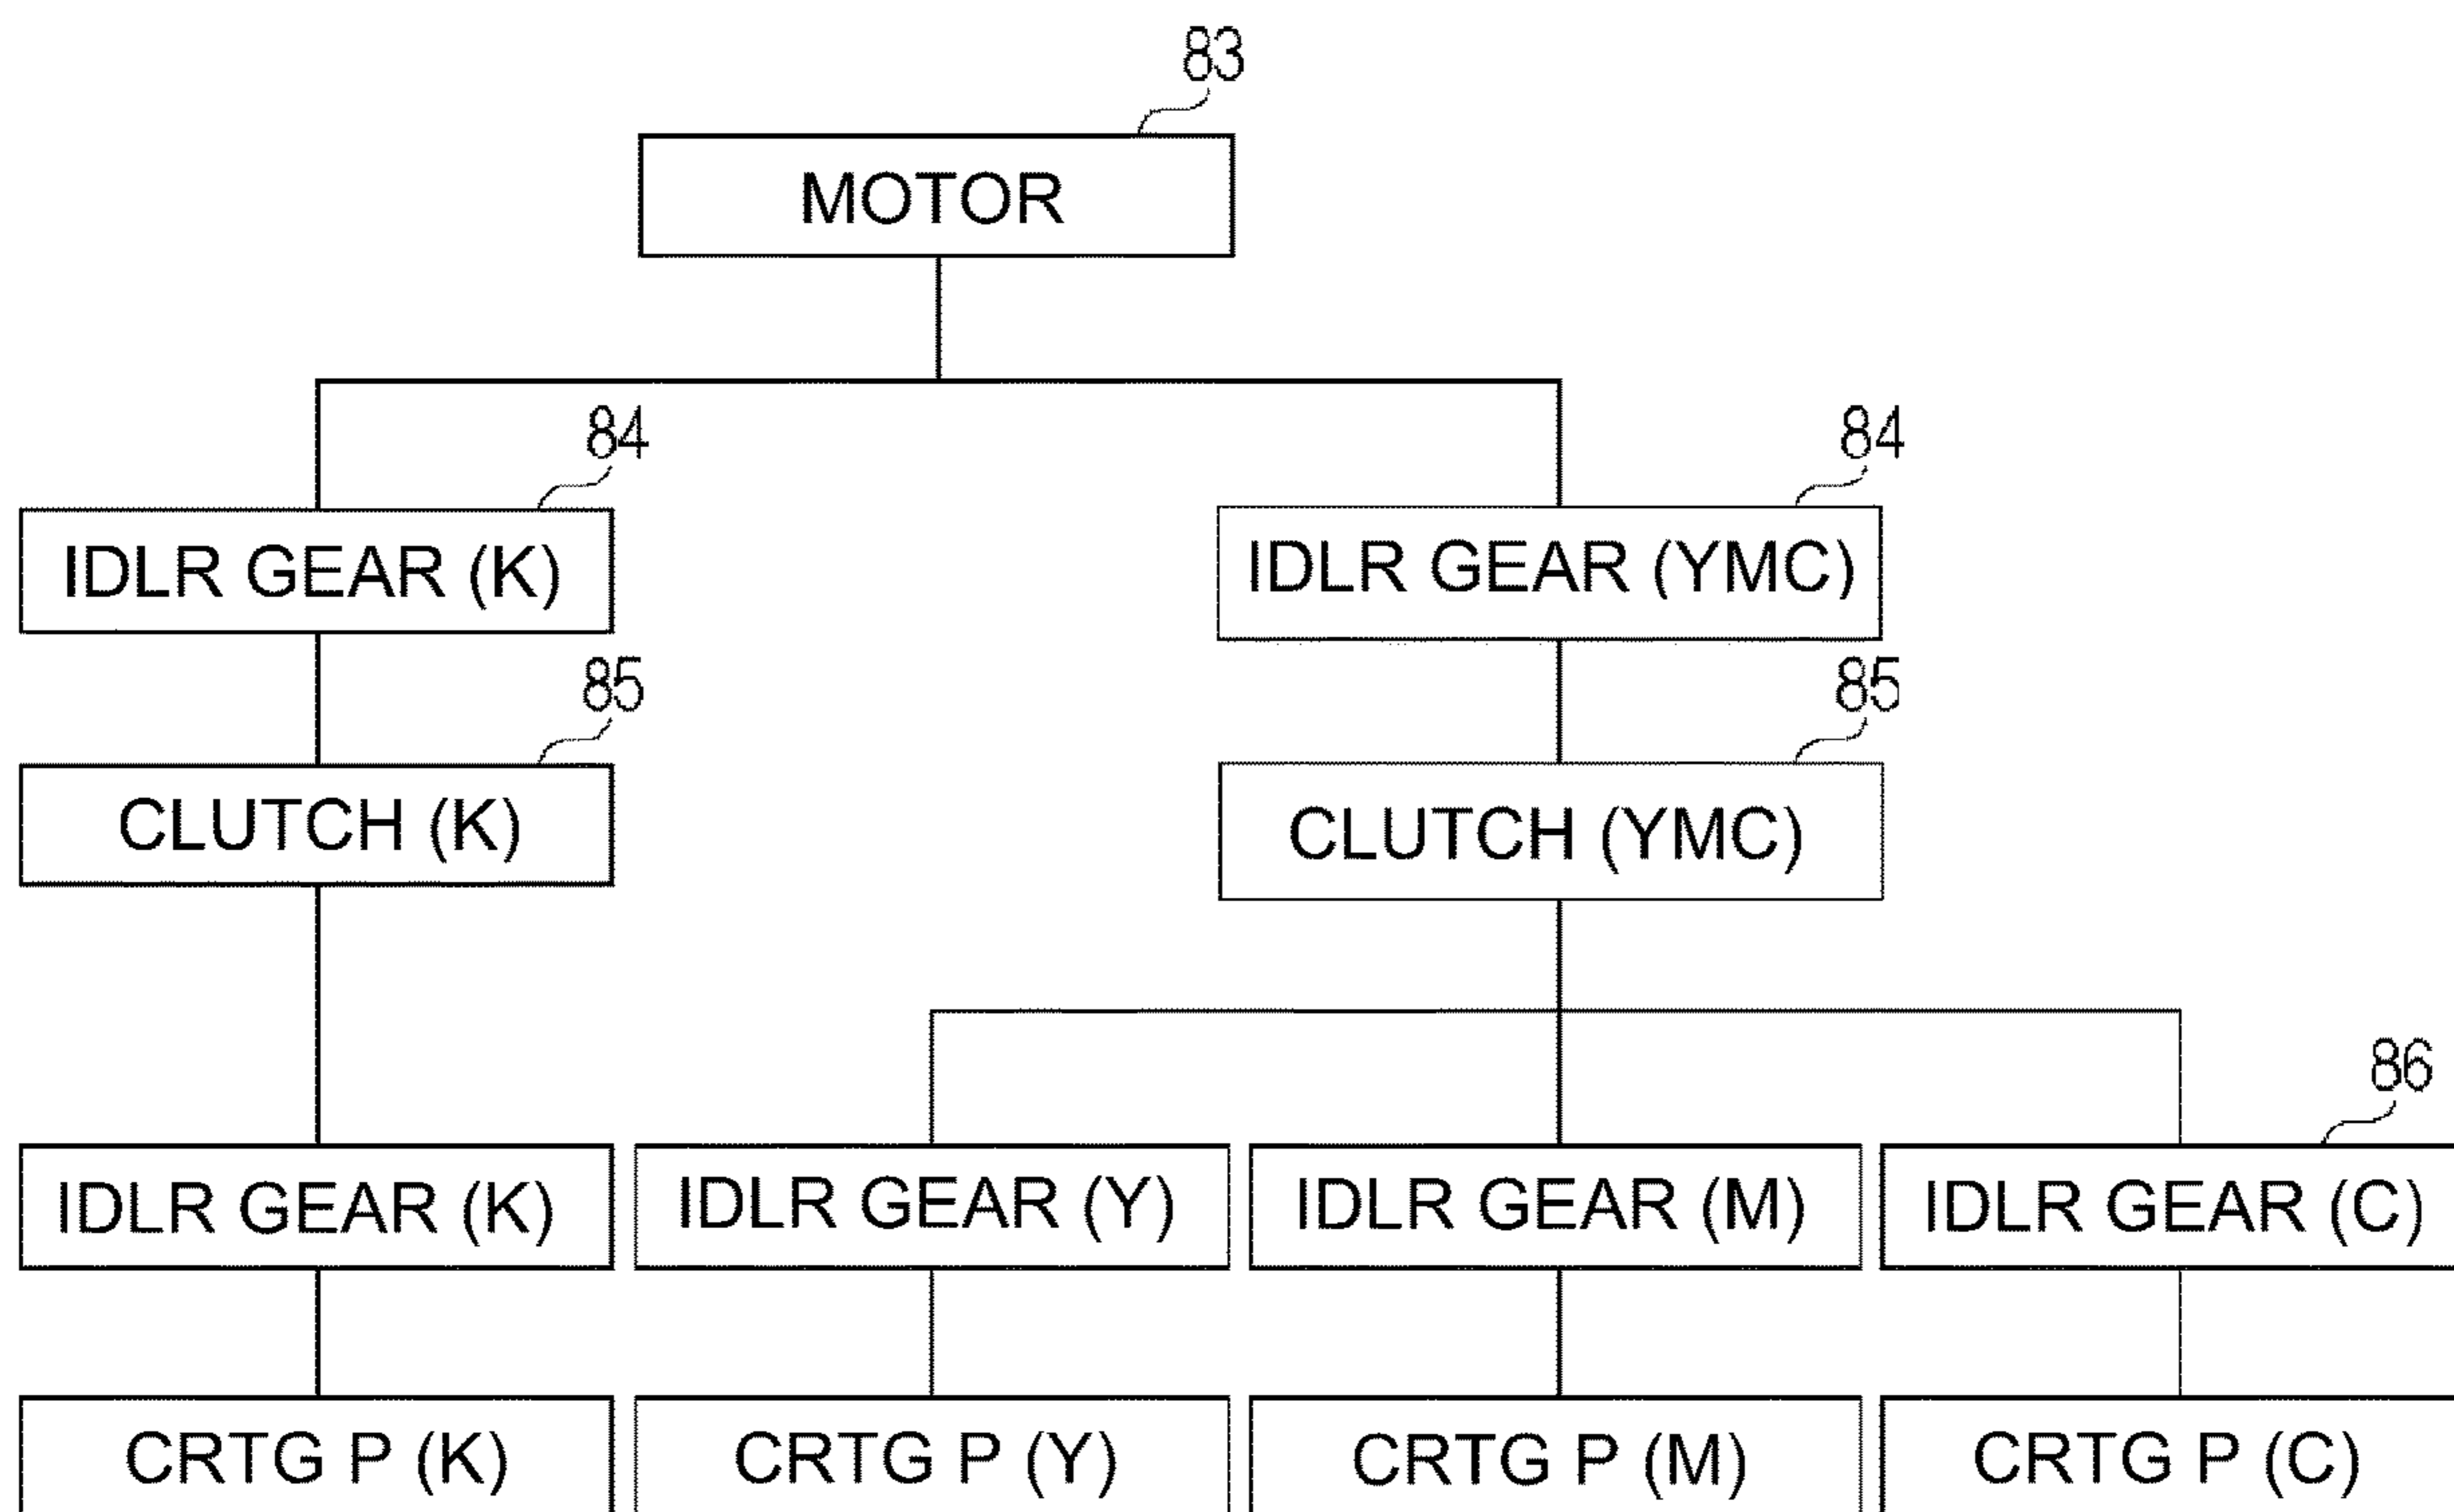 83
MOTOR
84
84
IDLR GEAR (K)
IDLR GEAR (YMC)
85
85
CLUTCH (K)
CLUTCH (YMC)
86
IDLR GEAR (K)
IDLR GEAR (Y)
IDLR GEAR (M)
IDLR GEAR (C)
CRTG P (K)
CRTG P (Y)
CRTG P (M)
CRTG P (C)